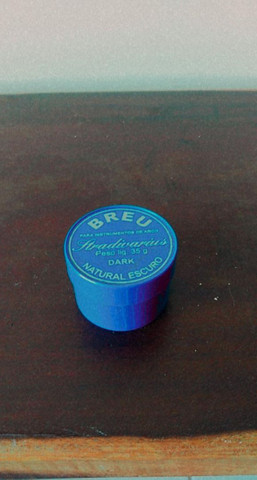 BREU
PARA INSTRUMENTOS DE ARCO
Stradivarius
Peso liq. 35 g
DARK
NATURAL ESCURO